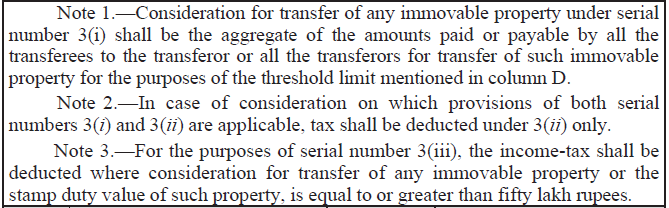 Note 1.—Consideration for transfer of any immovable property under serial
number 3(i) shall be the aggregate of the amounts paid or payable by all the
transferees to the transferor or all the transferors for transfer of such immovable
property for the purposes of the threshold limit mentioned in column D.
Note 2.—In case of consideration on which provisions of both serial
numbers 3(i) and 3(ii) are applicable, tax shall be deducted under 3(ii) only.
Note 3.—For the purposes of serial number 3(iii), the income-tax shall be
deducted where consideration for transfer of any immovable property or the
stamp duty value of such property, is equal to or greater than fifty lakh rupees.